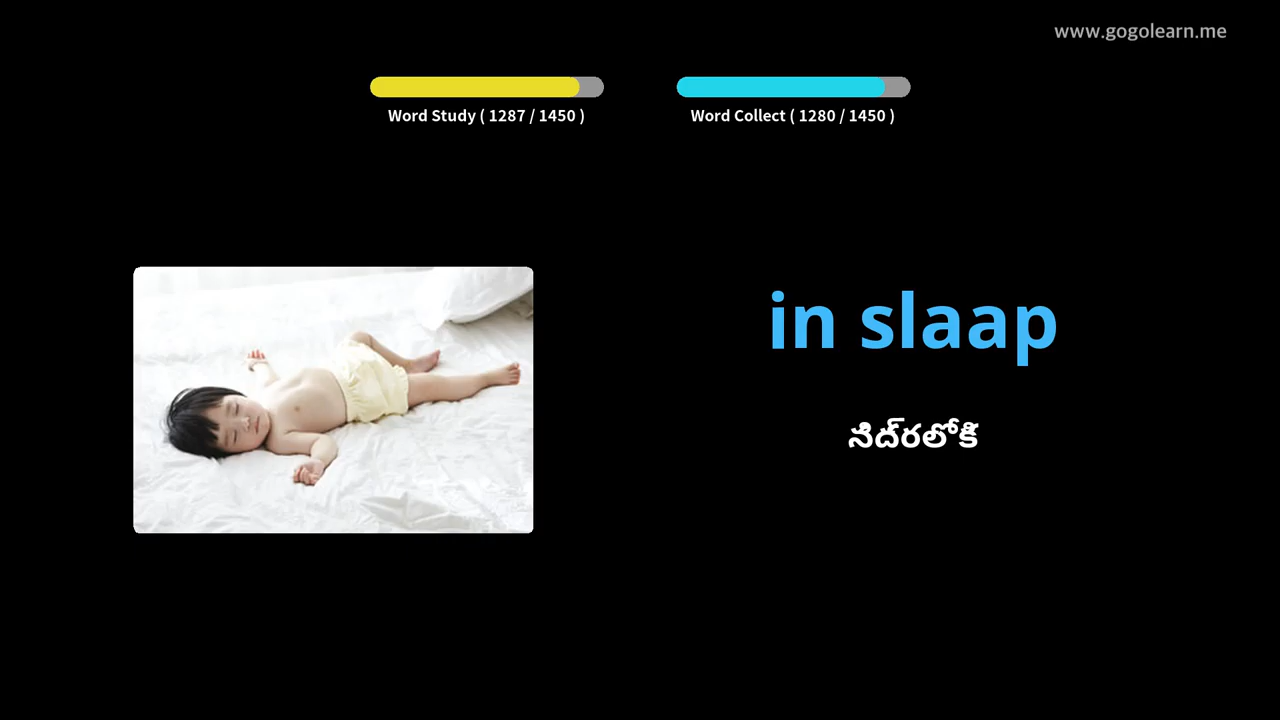 www.gogolearn.me
Word Study ( 1287 / 1450 )
Word Collect ( 1280 / 1450 )
in slaap
నిద్రలోకి